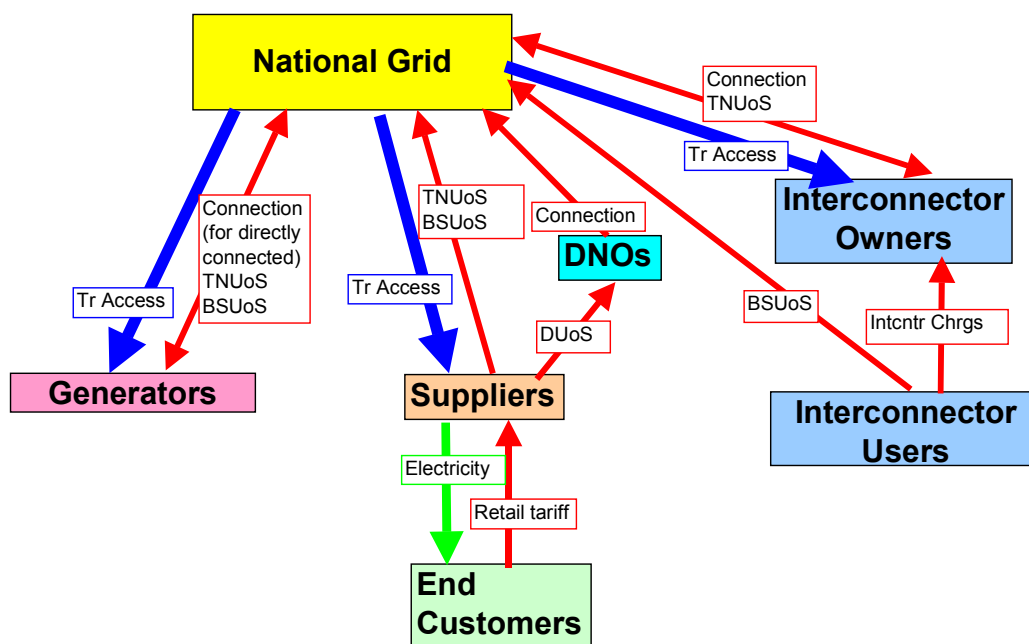 National Grid
Connection
TNUoS
Tr Access
Interconnector
Owners
Connection
(for directly
connected)
TNUoS
BSUoS
TNUoS
BSUoS
Connection
DNOs
Tr Access
Tr Access
BSUoS
Intcntr Chrgs
DUoS
Generators
Suppliers
Interconnector
Users
Electricity
Retail tariff
End
Customers